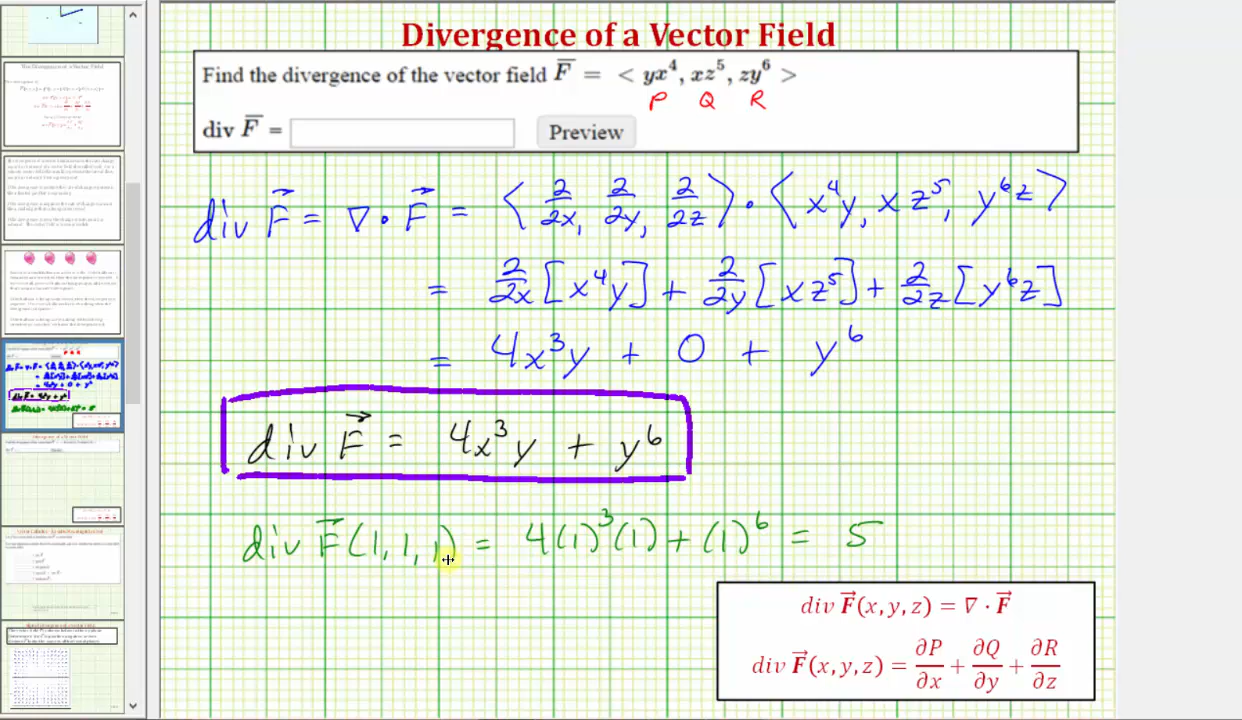 Divergence of a Vector Field
Find the divergence of the vector field F̅ = < yx⁴, xz⁵, zy⁶ >
P Q R
div F̅ =
Preview
div F⃗ = ∇ · F⃗ = ⟨ ∂/∂x, ∂/∂y, ∂/∂z ⟩ · ⟨ x⁴y, x z⁵, y⁶z ⟩
= ∂/∂x [x⁴y] + ∂/∂y [x z⁵] + ∂/∂z [y⁶z]
= 4x³y + 0 + y⁶
div F⃗ = 4x³y + y⁶
div F⃗(1, 1, 1) = 4(1)³(1) + (1)⁶ = 5
div F⃗(x, y, z) = ∇ · F⃗
div F⃗(x, y, z) = ∂P/∂x + ∂Q/∂y + ∂R/∂z